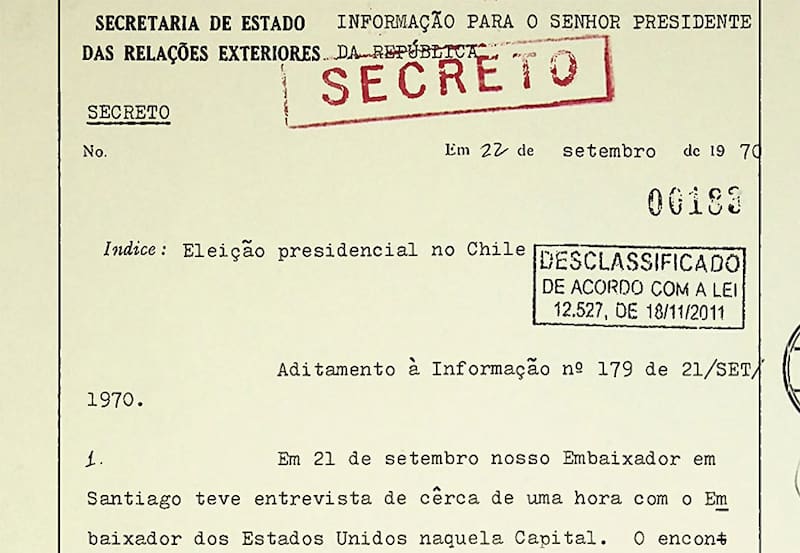 SECRETARIA DE ESTADO INFORMAÇÃO PARA O SENHOR PRESIDENTE
DAS RELAÇÕES EXTERIORES DA REPÚBLICA
SECRETO
SECRETO
No. Em 22 de setembro de 19 70
00183
Indice: Eleição presidencial no Chile
DESCLASSIFICADO
DE ACORDO COM A LEI
12.527, DE 18/11/2011
Aditamento à Informação nº 179 de 21/SET/
1970.
1. Em 21 de setembro nosso Embaixador em
Santiago teve entrevista de cêrca de uma hora com o Em
baixador dos Estados Unidos naquela Capital. O encont